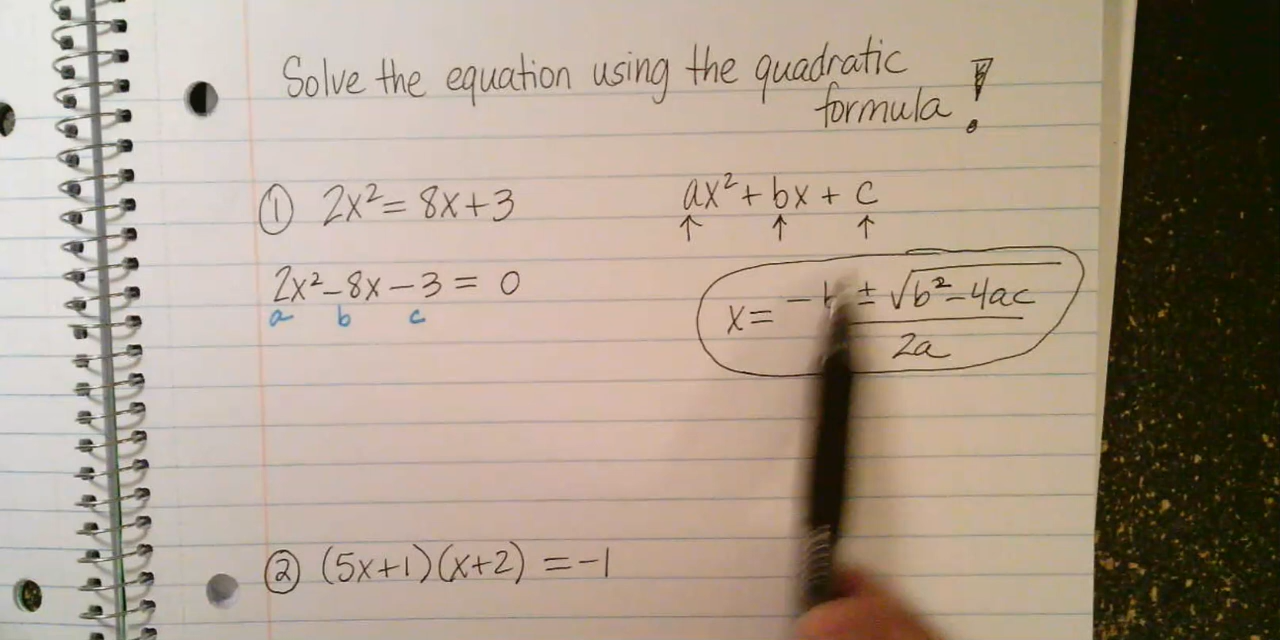 Solve the equation using the quadratic
formula!
① 2x² = 8x + 3
ax² + bx + c
↑ ↑ ↑
2x² - 8x - 3 = 0
a b c
x = -b ± √b² - 4ac
2a
② (5x+1)(x+2) = -1